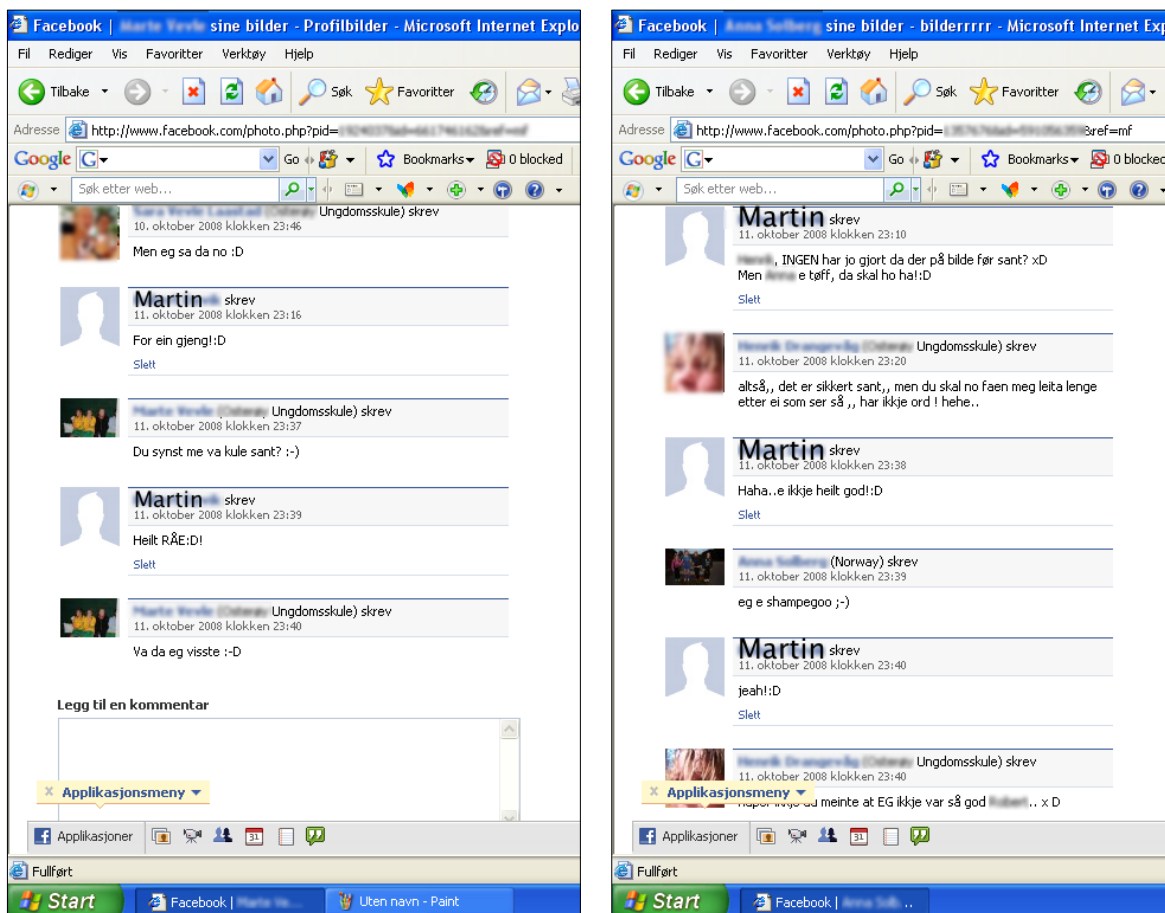 Facebook | sine bilder - Profilbilder - Microsoft Internet Explo
Fil Rediger Vis Favoritter Verktøy Hjelp
Tilbake Søk Favoritter
Adresse http://www.facebook.com/photo.php?pid=
Google G Go Bookmarks 0 blocked
Søk etter web...
Ungdomsskule) skrev
10. oktober 2008 klokken 23:46
Men eg sa da no :D
Martin skrev
11. oktober 2008 klokken 23:16
For ein gjeng!:D
Slett
Ungdomsskule) skrev
11. oktober 2008 klokken 23:37
Du synst me va kule sant? :-)
Martin skrev
11. oktober 2008 klokken 23:39
Heilt RÅE:D!
Slett
Ungdomsskule) skrev
11. oktober 2008 klokken 23:40
Va da eg visste :-D
Legg til en kommentar
x Applikasjonsmeny
Applikasjoner 31
Fullført
Start Facebook | Uten navn - Paint
Facebook | sine bilder - bilderrrrr - Microsoft Internet Exp
Fil Rediger Vis Favoritter Verktøy Hjelp
Tilbake Søk Favoritter
Adresse http://www.facebook.com/photo.php?pid= &ref=mf
Google G Go Bookmarks 0 blocked
Søk etter web...
Martin skrev
11. oktober 2008 klokken 23:10
, INGEN har jo gjort da der på bilde før sant? xD
Men e tøff, da skal ho ha!:D
Slett
Ungdomsskule) skrev
11. oktober 2008 klokken 23:20
altså,, det er sikkert sant,, men du skal no faen meg leita lenge
etter ei som ser så ,, har ikkje ord ! hehe..
Martin skrev
11. oktober 2008 klokken 23:38
Haha..e ikkje heilt god!:D
Slett
(Norway) skrev
11. oktober 2008 klokken 23:39
eg e shampegoo ;-)
Martin skrev
11. oktober 2008 klokken 23:40
jeah!:D
Slett
Ungdomsskule) skrev
11. oktober 2008 klokken 23:40
meinte at EG ikkje var så god .. x D
x Applikasjonsmeny
Applikasjoner 31
Fullført
Start Facebook | ..